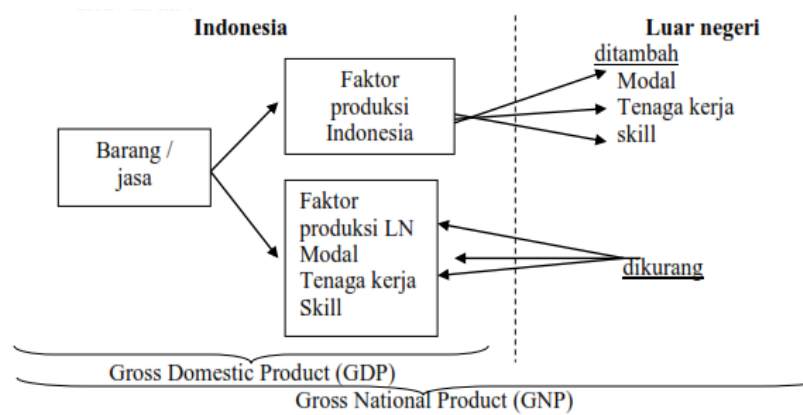 Indonesia
Luar negeri
Faktor
produksi
Indonesia
ditambah
Modal
Tenaga kerja
skill
Barang /
jasa
Faktor
produksi LN
Modal
Tenaga kerja
Skill
dikurang
Gross Domestic Product (GDP)
Gross National Product (GNP)